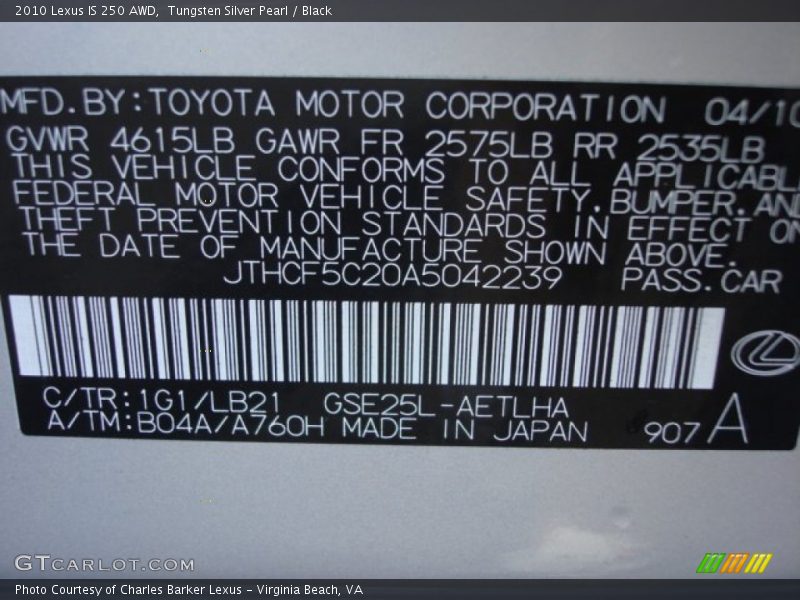 2010 Lexus IS 250 AWD,  Tungsten Silver Pearl / Black
MFD.BY:TOYOTA MOTOR CORPORATION 04/10
GVWR 4615LB GAWR FR 2575LB RR 2535LB
THIS VEHICLE CONFORMS TO ALL APPLICABL
FEDERAL MOTOR VEHICLE SAFETY,BUMPER,AND
THEFT PREVENTION STANDARDS IN EFFECT ON
THE DATE OF MANUFACTURE SHOWN ABOVE.
JTHCF5C20A5042239 PASS.CAR
C/TR:1G1/LB21 GSE25L-AETLHA
A/TM:B04A/A760H MADE IN JAPAN 907 A
GTCARLOT.COM
Photo Courtesy of Charles Barker Lexus - Virginia Beach, VA